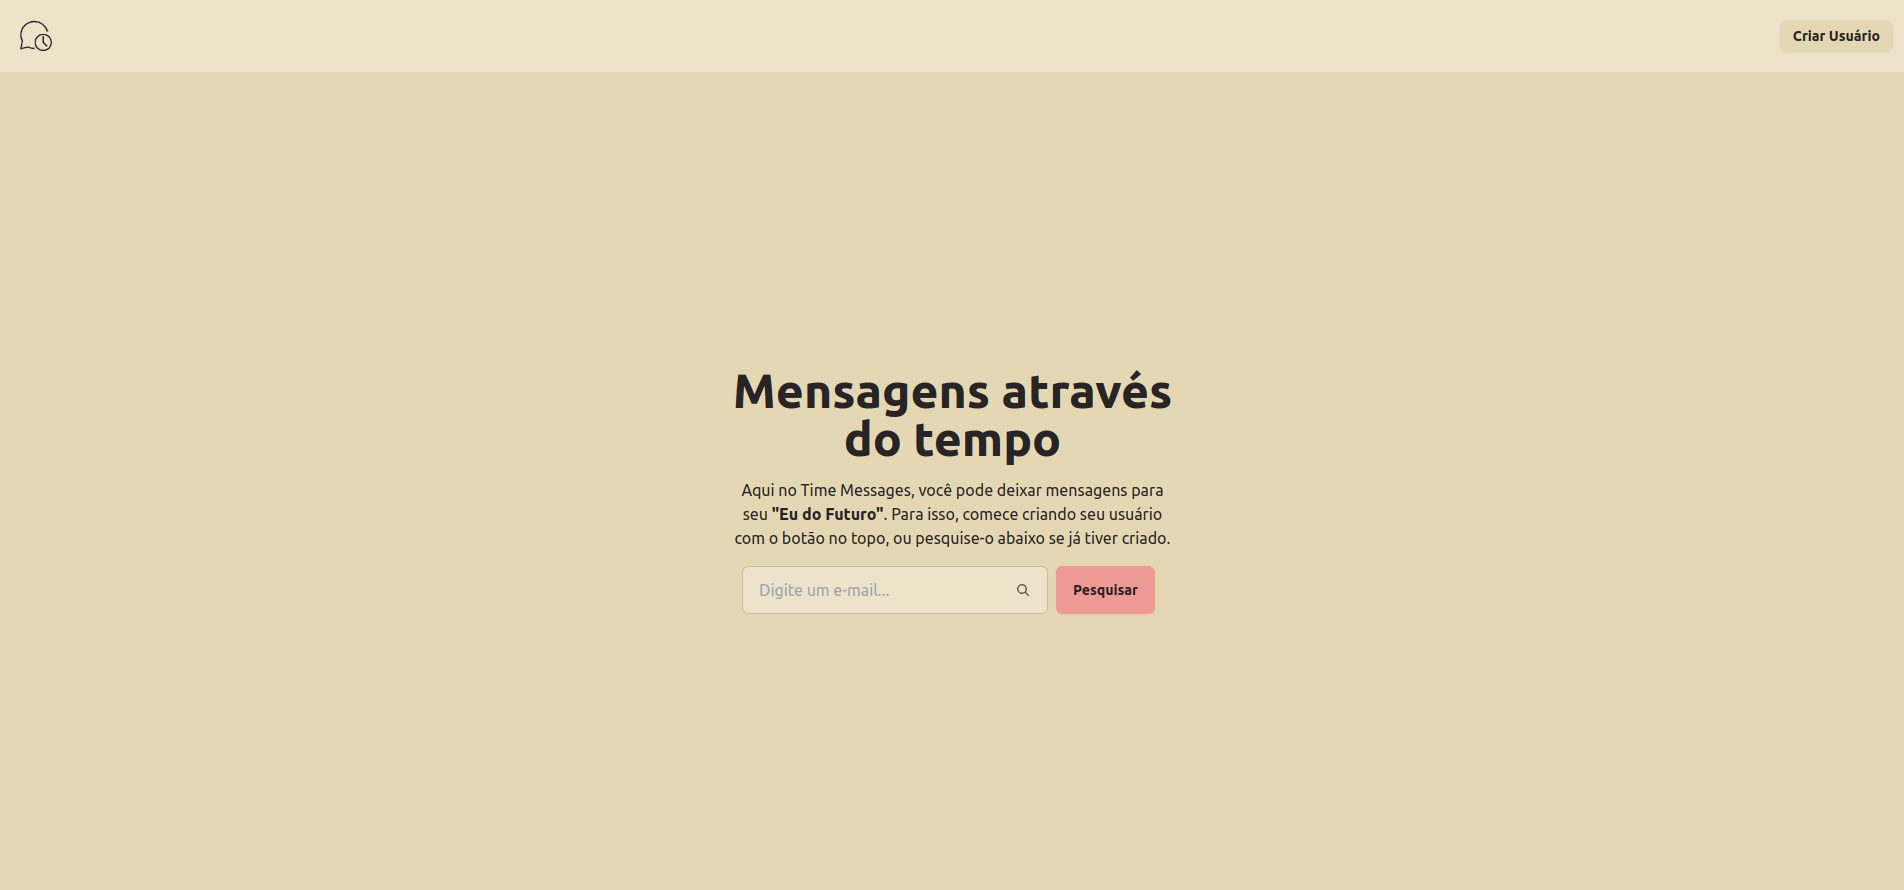 Criar Usuário
Mensagens através
do tempo
Aqui no Time Messages, você pode deixar mensagens para
seu "Eu do Futuro". Para isso, comece criando seu usuário
com o botão no topo, ou pesquise-o abaixo se já tiver criado.
Digite um e-mail...
Pesquisar